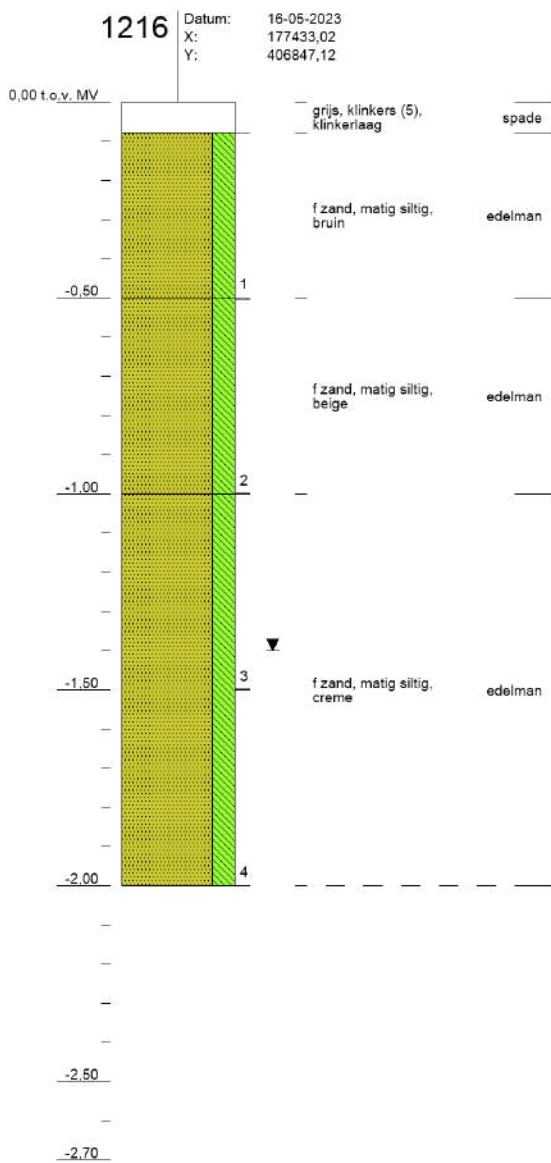 1216
Datum: 16-05-2023
X: 177433,02
Y: 406847,12
0,00 t.o.v. MV
grijs, klinkers (5),
klinkerlaag
spade
f zand, matig siltig,
bruin
edelman
1
-0,50
f zand, matig siltig,
beige
edelman
2
-1,00
f zand, matig siltig,
creme
edelman
3
-1,50
4
-2,00
-2,50
-2,70